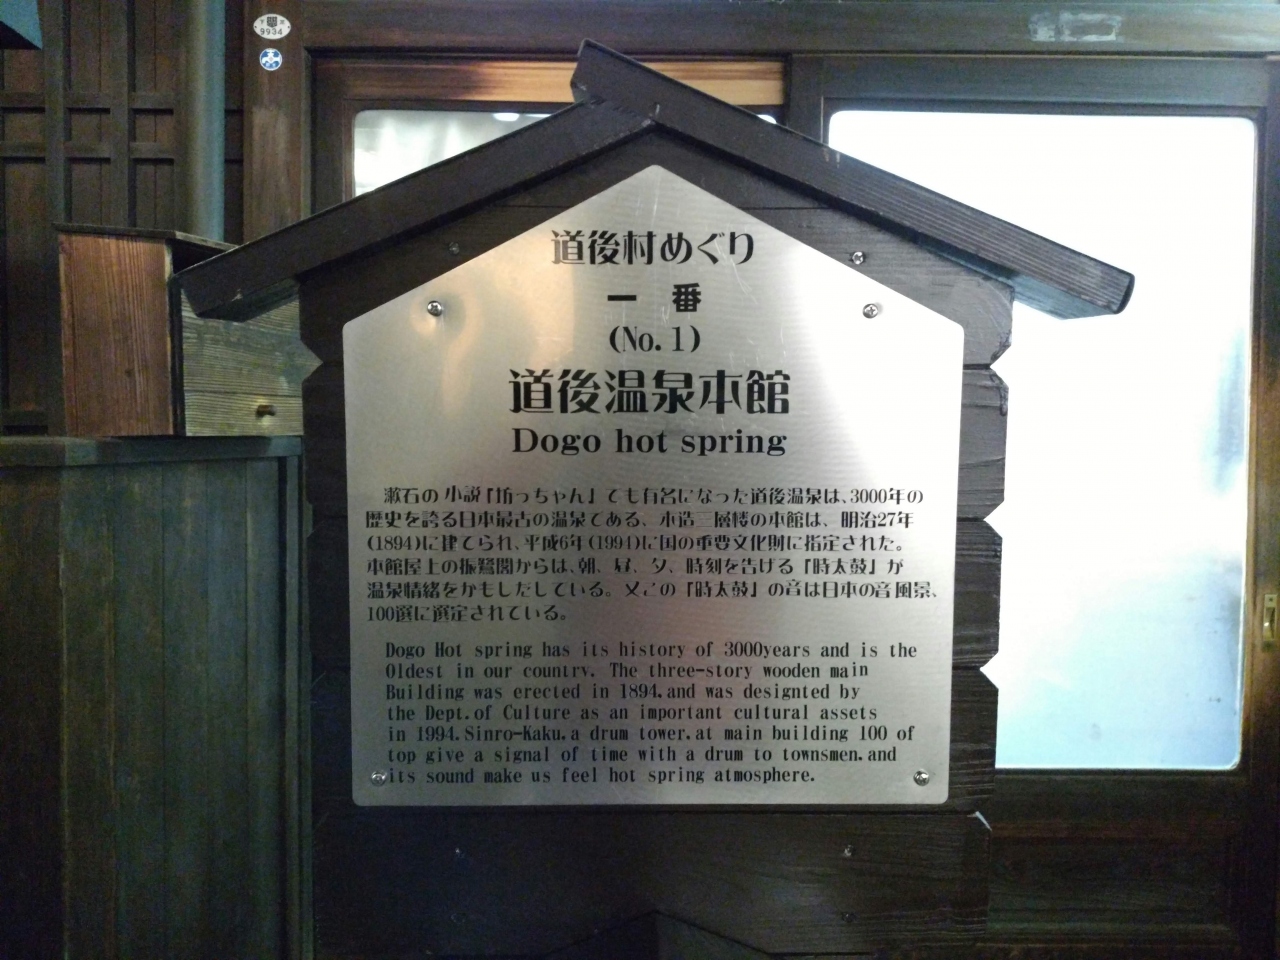 9934
道後村めぐり
一番
(No.1)
道後温泉本館
Dogo hot spring
漱石の小説「坊っちゃん」でも有名になった道後温泉は、3000年の
歴史を誇る日本最古の温泉である、木造三層楼の本館は、明治27年
(1894)に建てられ、平成6年(1994)に国の重要文化財に指定された。
本館屋上の振鷺閣からは、朝、昼、夕、時刻を告げる「時太鼓」が
温泉情緒をかもしだしている。又この「時太鼓」の音は日本の音風景、
100選に選定されている。
Dogo Hot spring has its history of 3000years and is the
Oldest in our country. The three-story wooden main
Building was erected in 1894.and was designted by
the Dept.of Culture as an important cultural assets
in 1994.Sinro-Kaku.a drum tower.at main building 100 of
top give a signal of time with a drum to townsmen.and
its sound make us feel hot spring atmosphere.